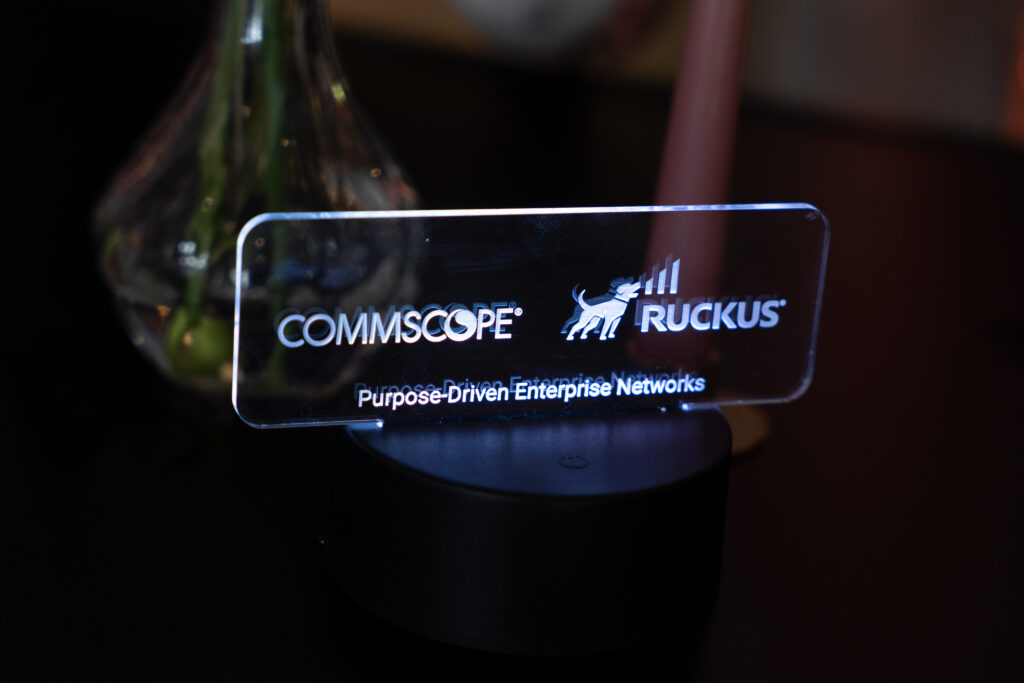 COMMSCOPE® RUCKUS®
Purpose-Driven Enterprise Networks